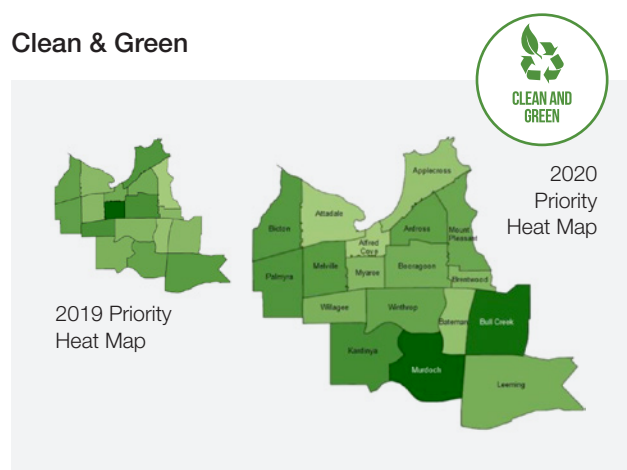 Clean & Green
CLEAN AND
GREEN
2020
Priority
Heat Map
2019 Priority
Heat Map
Applecross
Attadale
Bicton
Alfred
Cove
Ardross
Mount
Pleasant
Palmyra
Melville
Myaree
Booragoon
Brentwood
Willagee
Winthrop
Bateman
Bull Creek
Kardinya
Murdoch
Leeming